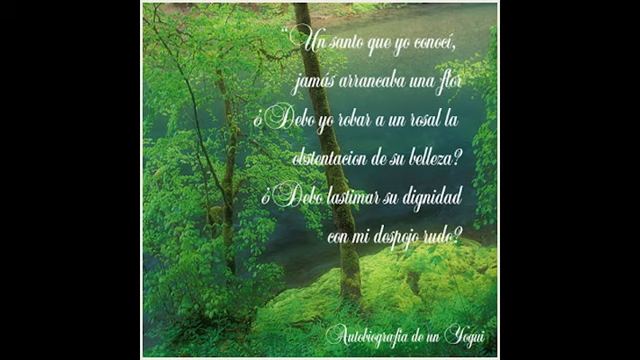 “Un santo que yo conocí,
jamás arrancaba una flor
¿Debo yo robar a un rosal la
obstentacion de su belleza?
¿Debo lastimar su dignidad
con mi despojo rudo?
Autobiografía de un Yogui